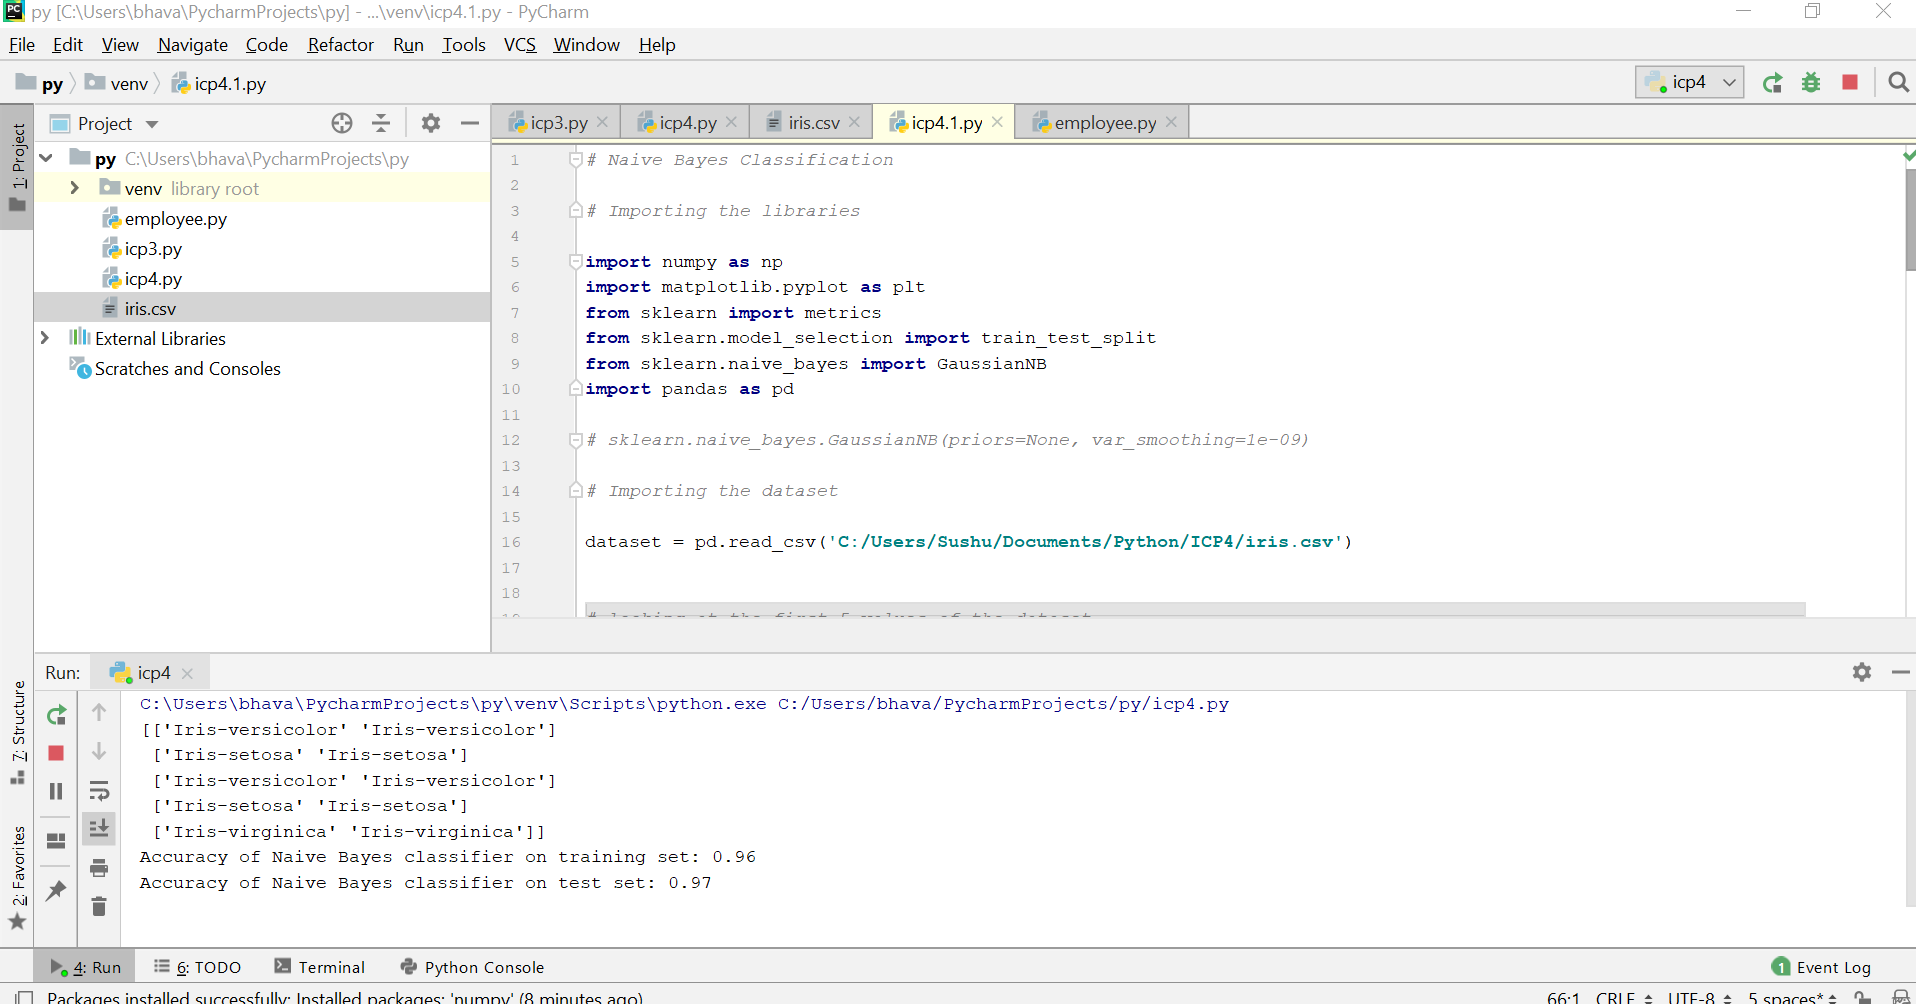 py [C:\Users\bhava\PycharmProjects\py] - ...\venv\icp4.1.py - PyCharm
File Edit View Navigate Code Refactor Run Tools VCS Window Help
py venv icp4.1.py
icp4
1: Project
Project
icp3.py icp4.py iris.csv icp4.1.py employee.py
py C:\Users\bhava\PycharmProjects\py
venv library root
employee.py
icp3.py
icp4.py
iris.csv
External Libraries
Scratches and Consoles
1 # Naive Bayes Classification
2
3 # Importing the libraries
4
5 import numpy as np
6 import matplotlib.pyplot as plt
7 from sklearn import metrics
8 from sklearn.model_selection import train_test_split
9 from sklearn.naive_bayes import GaussianNB
10 import pandas as pd
11
12 # sklearn.naive_bayes.GaussianNB(priors=None, var_smoothing=1e-09)
13
14 # Importing the dataset
15
16 dataset = pd.read_csv('C:/Users/Sushu/Documents/Python/ICP4/iris.csv')
17
18
# looking at the first 5 values of the dataset
Run: icp4
7: Structure
2: Favorites
C:\Users\bhava\PycharmProjects\py\venv\Scripts\python.exe C:/Users/bhava/PycharmProjects/py/icp4.py
[['Iris-versicolor' 'Iris-versicolor']
['Iris-setosa' 'Iris-setosa']
['Iris-versicolor' 'Iris-versicolor']
['Iris-setosa' 'Iris-setosa']
['Iris-virginica' 'Iris-virginica']]
Accuracy of Naive Bayes classifier on training set: 0.96
Accuracy of Naive Bayes classifier on test set: 0.97
4: Run 6: TODO Terminal Python Console 1 Event Log
Packages installed successfully: Installed packages: 'numpy' (8 minutes ago) 66:1 CRLF UTF-8 5 spaces*